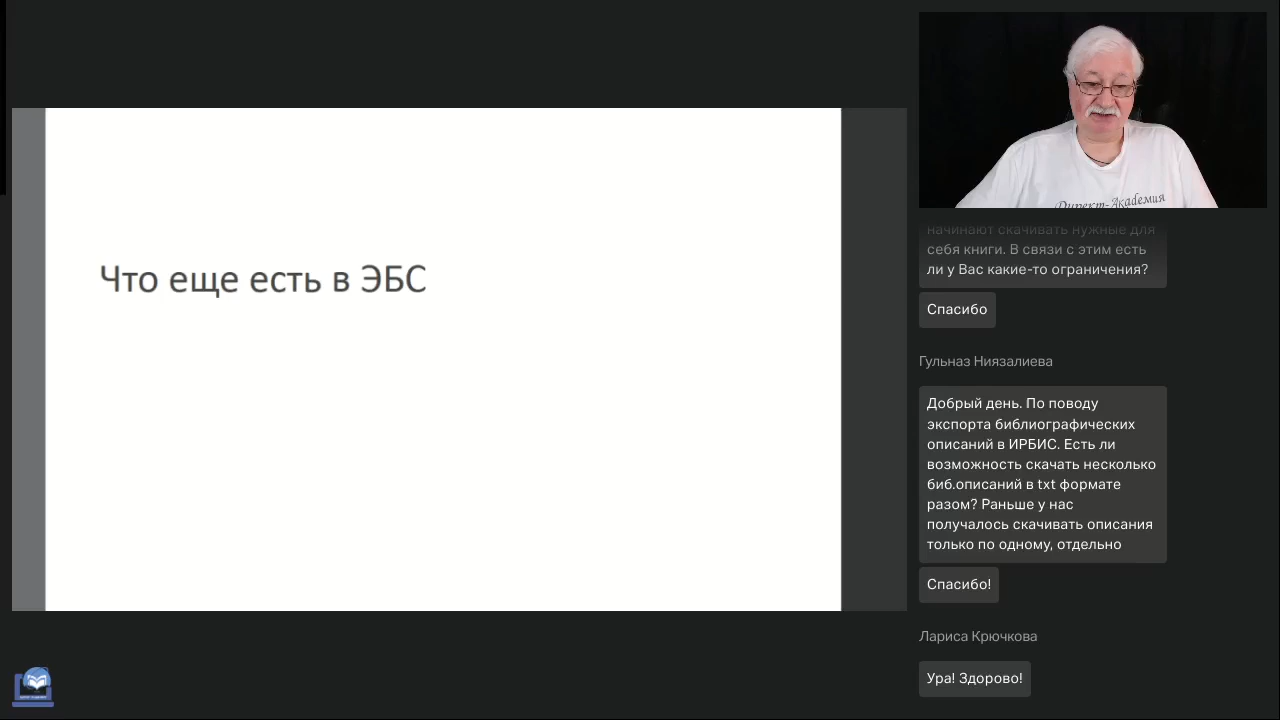 Что еще есть в ЭБС
Директ-Академия
начинают скачивать нужные для
себя книги. В связи с этим есть
ли у Вас какие-то ограничения?
Спасибо
Гульназ Ниязалиева
Добрый день. По поводу
экспорта библиографических
описаний в ИРБИС. Есть ли
возможность скачать несколько
биб.описаний в txt формате
разом? Раньше у нас
получалось скачивать описания
только по одному, отдельно
Спасибо!
Лариса Крючкова
Ура! Здорово!